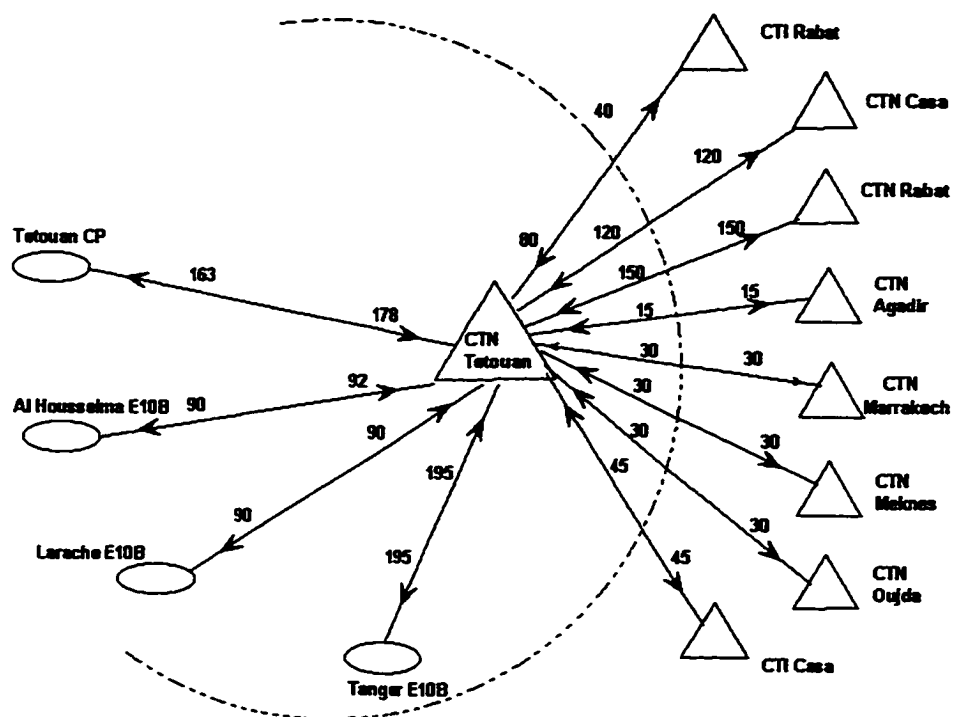 CTI Rabat
CTN Casa
40
120
CTN Rabat
150
Tetouan CP
80
120
163
150
CTN
Agadir
15
15
178
CTN
Tetouan
30
30
CTN
Marrakech
92
30
Al Housseima E10B
90
90
30
45
30
CTN
Meknes
195
90
30
Larache E10B
195
45
CTN
Oujda
CTI Casa
Tanger E10B